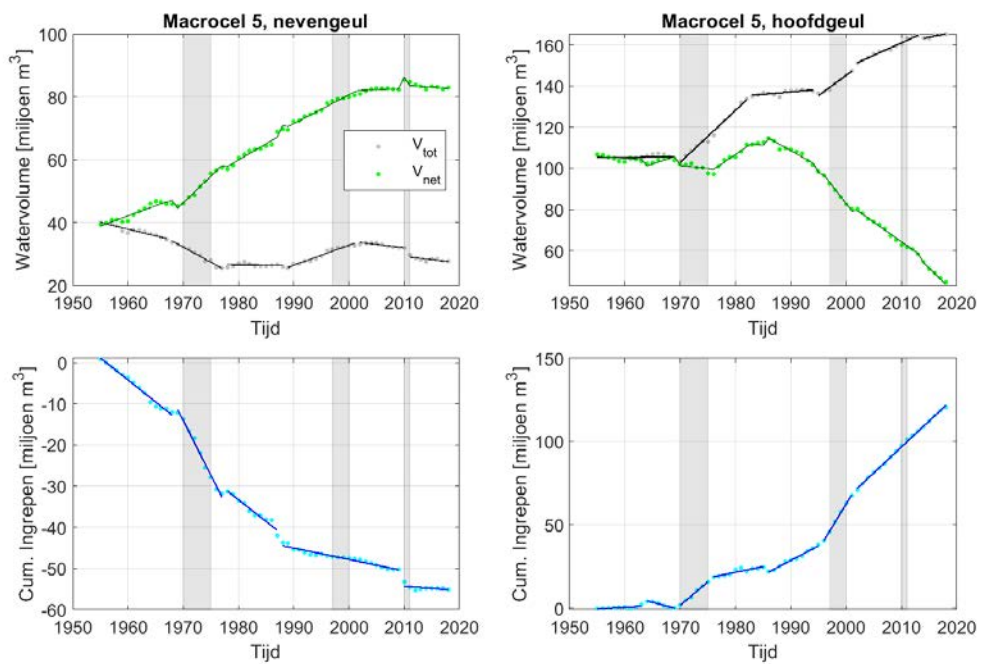 Macrocel 5, nevengeul
Watervolume [miljoen m³]
100
80
60
40
20
V_tot
V_net
1950 1960 1970 1980 1990 2000 2010 2020
Tijd
Macrocel 5, hoofdgeul
Watervolume [miljoen m³]
160
140
120
100
80
60
1950 1960 1970 1980 1990 2000 2010 2020
Tijd
Cum. Ingrepen [miljoen m³]
0
-10
-20
-30
-40
-50
-60
1950 1960 1970 1980 1990 2000 2010 2020
Tijd
Cum. Ingrepen [miljoen m³]
150
100
50
0
1950 1960 1970 1980 1990 2000 2010 2020
Tijd